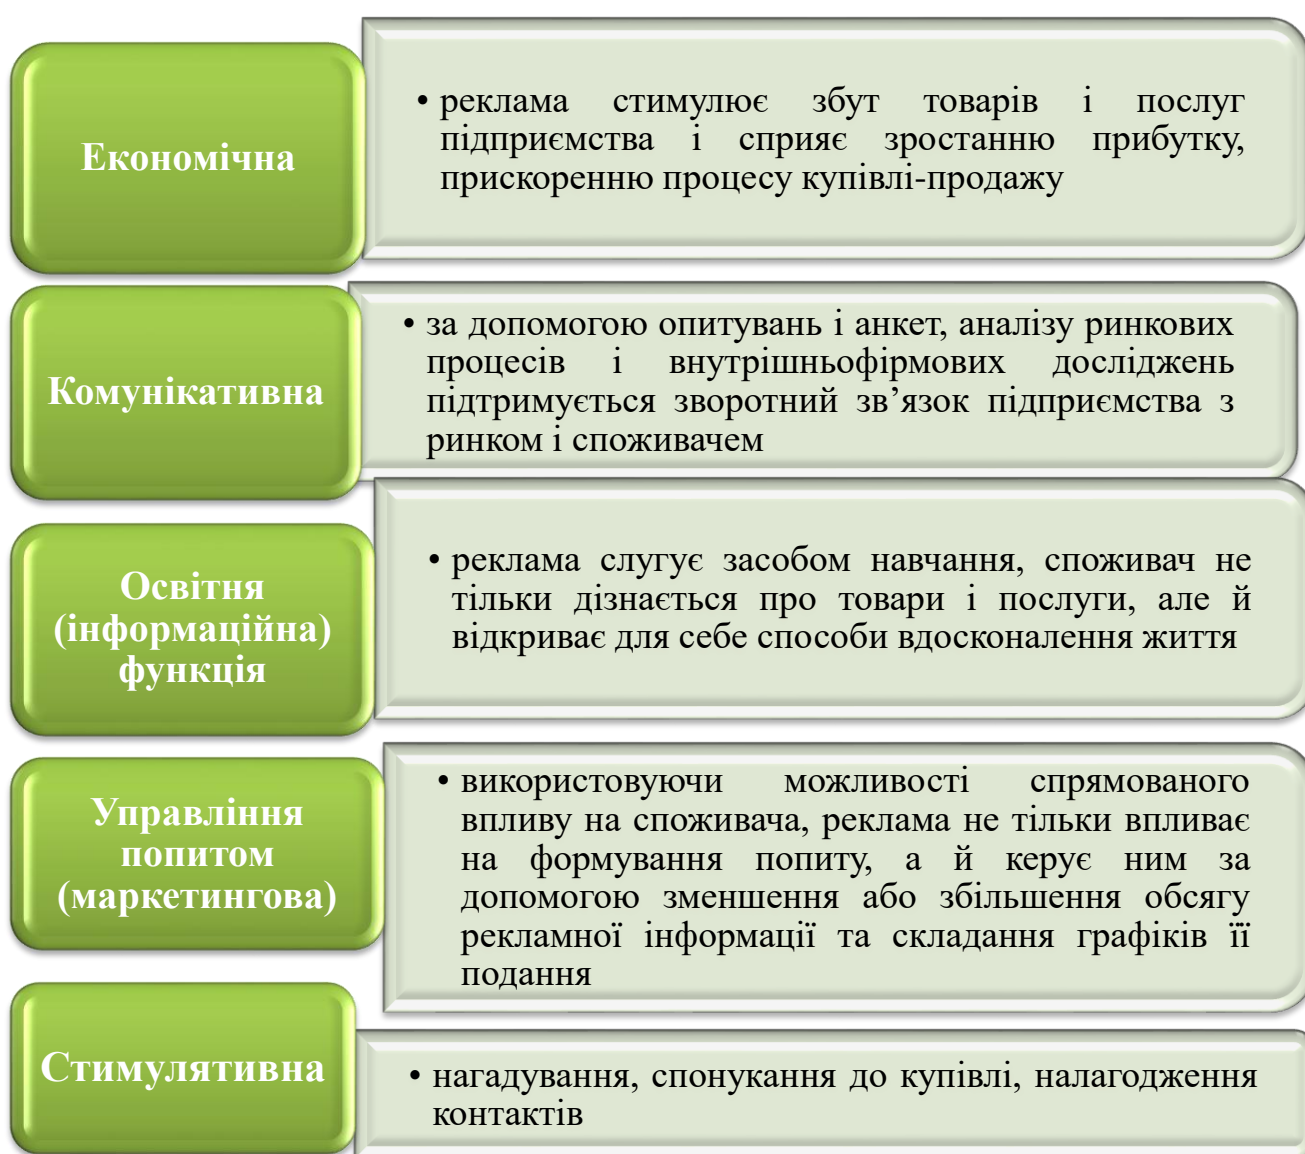 Економічна
• реклама стимулює збут товарів і послуг
підприємства і сприяє зростанню прибутку,
прискоренню процесу купівлі-продажу
Комунікативна
• за допомогою опитувань і анкет, аналізу ринкових
процесів і внутрішньофірмових досліджень
підтримується зворотний зв’язок підприємства з
ринком і споживачем
Освітня
(інформаційна)
функція
• реклама слугує засобом навчання, споживач не
тільки дізнається про товари і послуги, але й
відкриває для себе способи вдосконалення життя
Управління
попитом
(маркетингова)
• використовуючи можливості спрямованого
впливу на споживача, реклама не тільки впливає
на формування попиту, а й керує ним за
допомогою зменшення або збільшення обсягу
рекламної інформації та складання графіків її
подання
Стимулятивна
• нагадування, спонукання до купівлі, налагодження
контактів